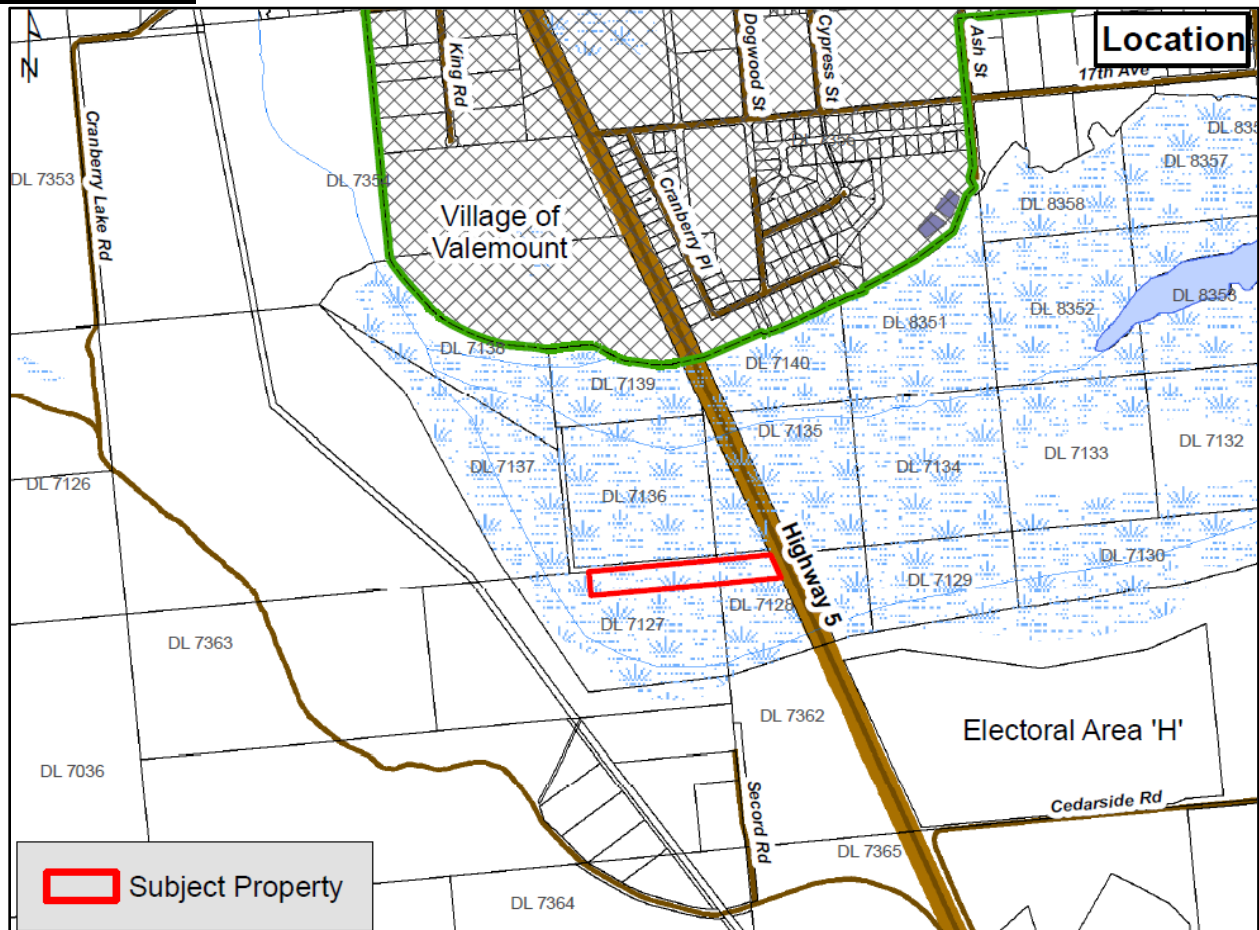 Location
N
King Rd
Dogwood St
Cypress St
Ash St
17th Ave
Cranberry Lake Rd
DL 7353
DL 7354
DL 8357
DL 8358
Village of
Valemount
Cranberry Pl
DL 8352
DL 8353
DL 8351
DL 7138
DL 7139
DL 7140
DL 7135
DL 7137
DL 7134
DL 7133
DL 7132
DL 7126
DL 7136
Highway 5
DL 7130
DL 7129
DL 7128
DL 7127
DL 7363
DL 7362
Electoral Area 'H'
DL 7036
Secord Rd
Cedarside Rd
DL 7365
Subject Property
DL 7364